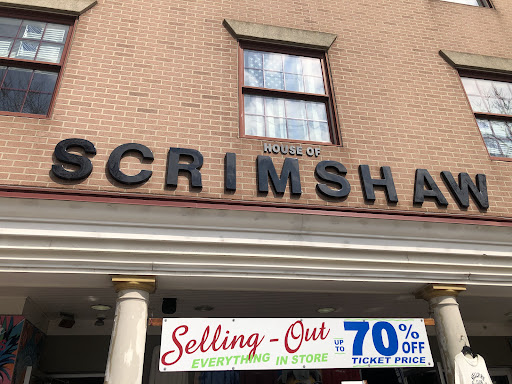 HOUSE OF
SCRIMSHAW
Selling-Out
EVERYTHING IN STORE
UP TO 70% OFF
TICKET PRICE